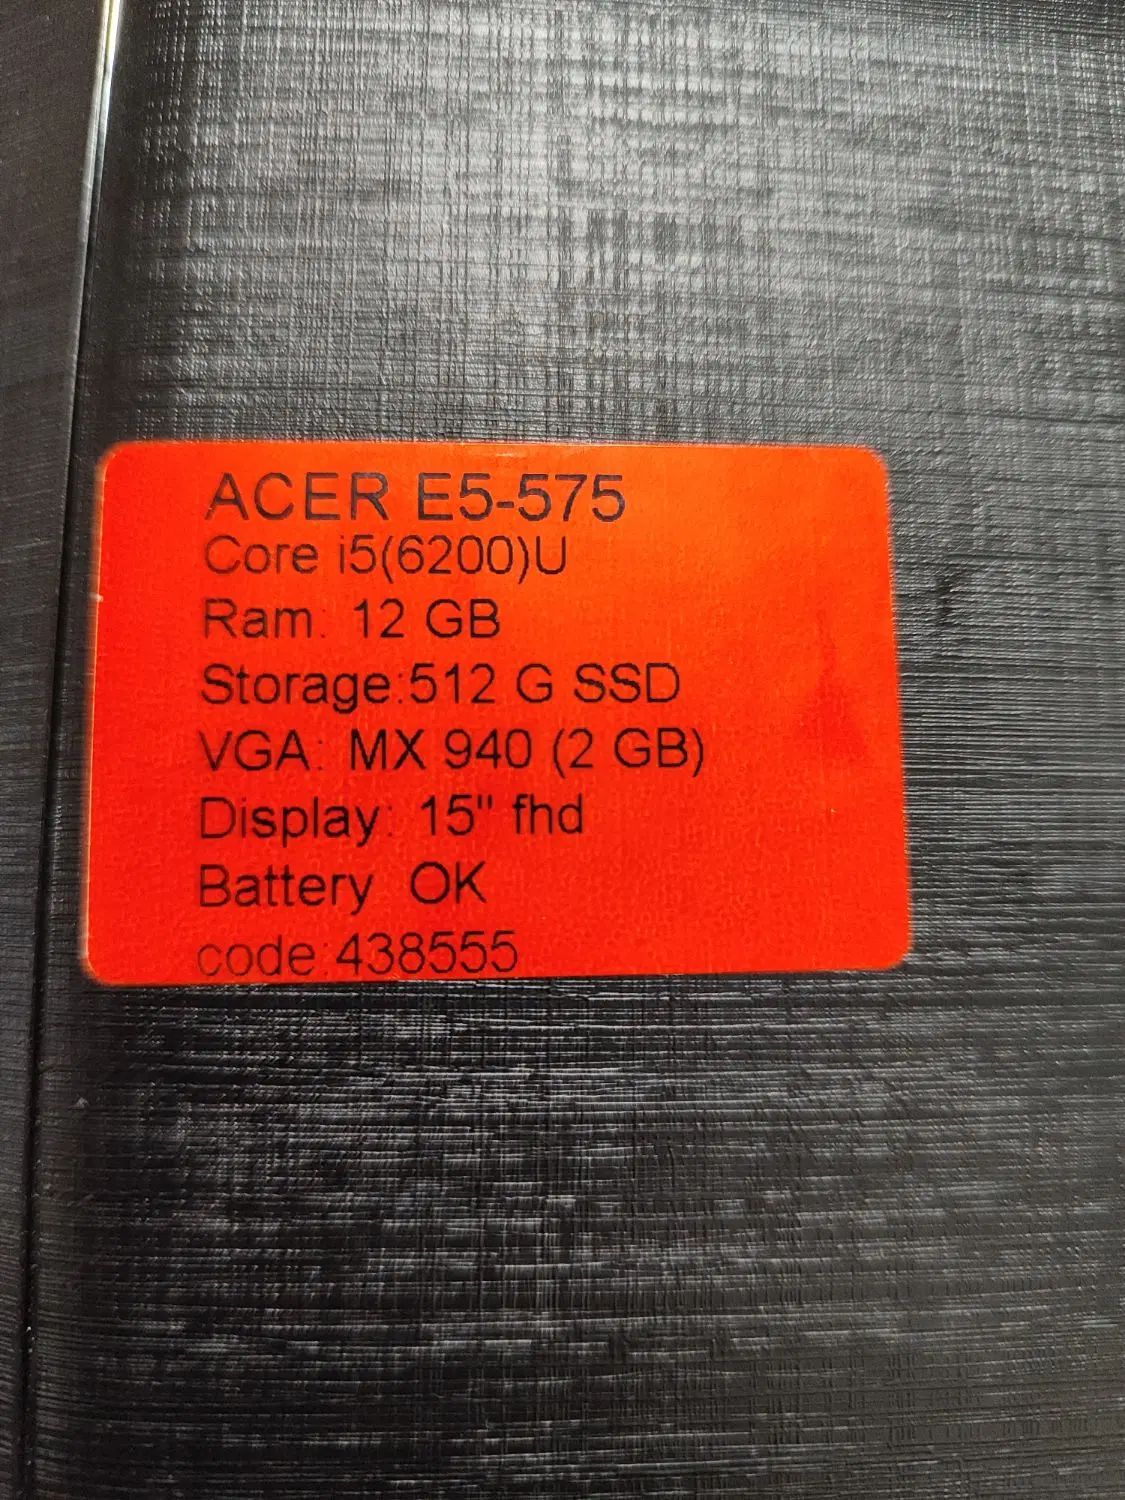 ACER E5-575
Core i5(6200)U
Ram: 12 GB
Storage:512 G SSD
VGA: MX 940 (2 GB)
Display: 15" fhd
Battery OK
code:438555